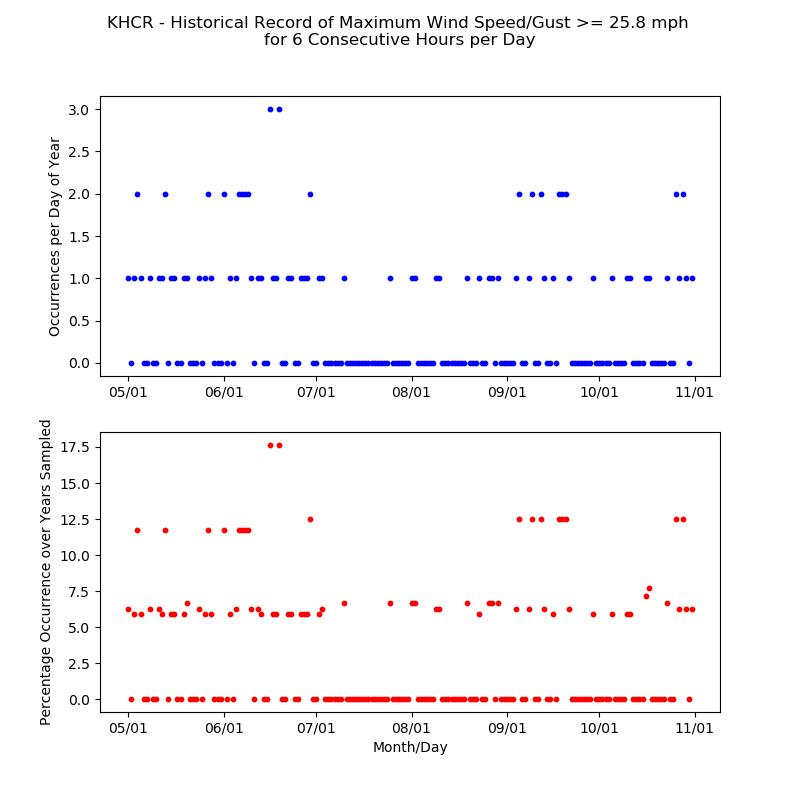 KHCR - Historical Record of Maximum Wind Speed/Gust >= 25.8 mph
for 6 Consecutive Hours per Day
Occurrences per Day of Year
3.0
2.5
2.0
1.5
1.0
0.5
0.0
05/01 06/01 07/01 08/01 09/01 10/01 11/01
Percentage Occurrence over Years Sampled
17.5
15.0
12.5
10.0
7.5
5.0
2.5
0.0
05/01 06/01 07/01 08/01 09/01 10/01 11/01
Month/Day